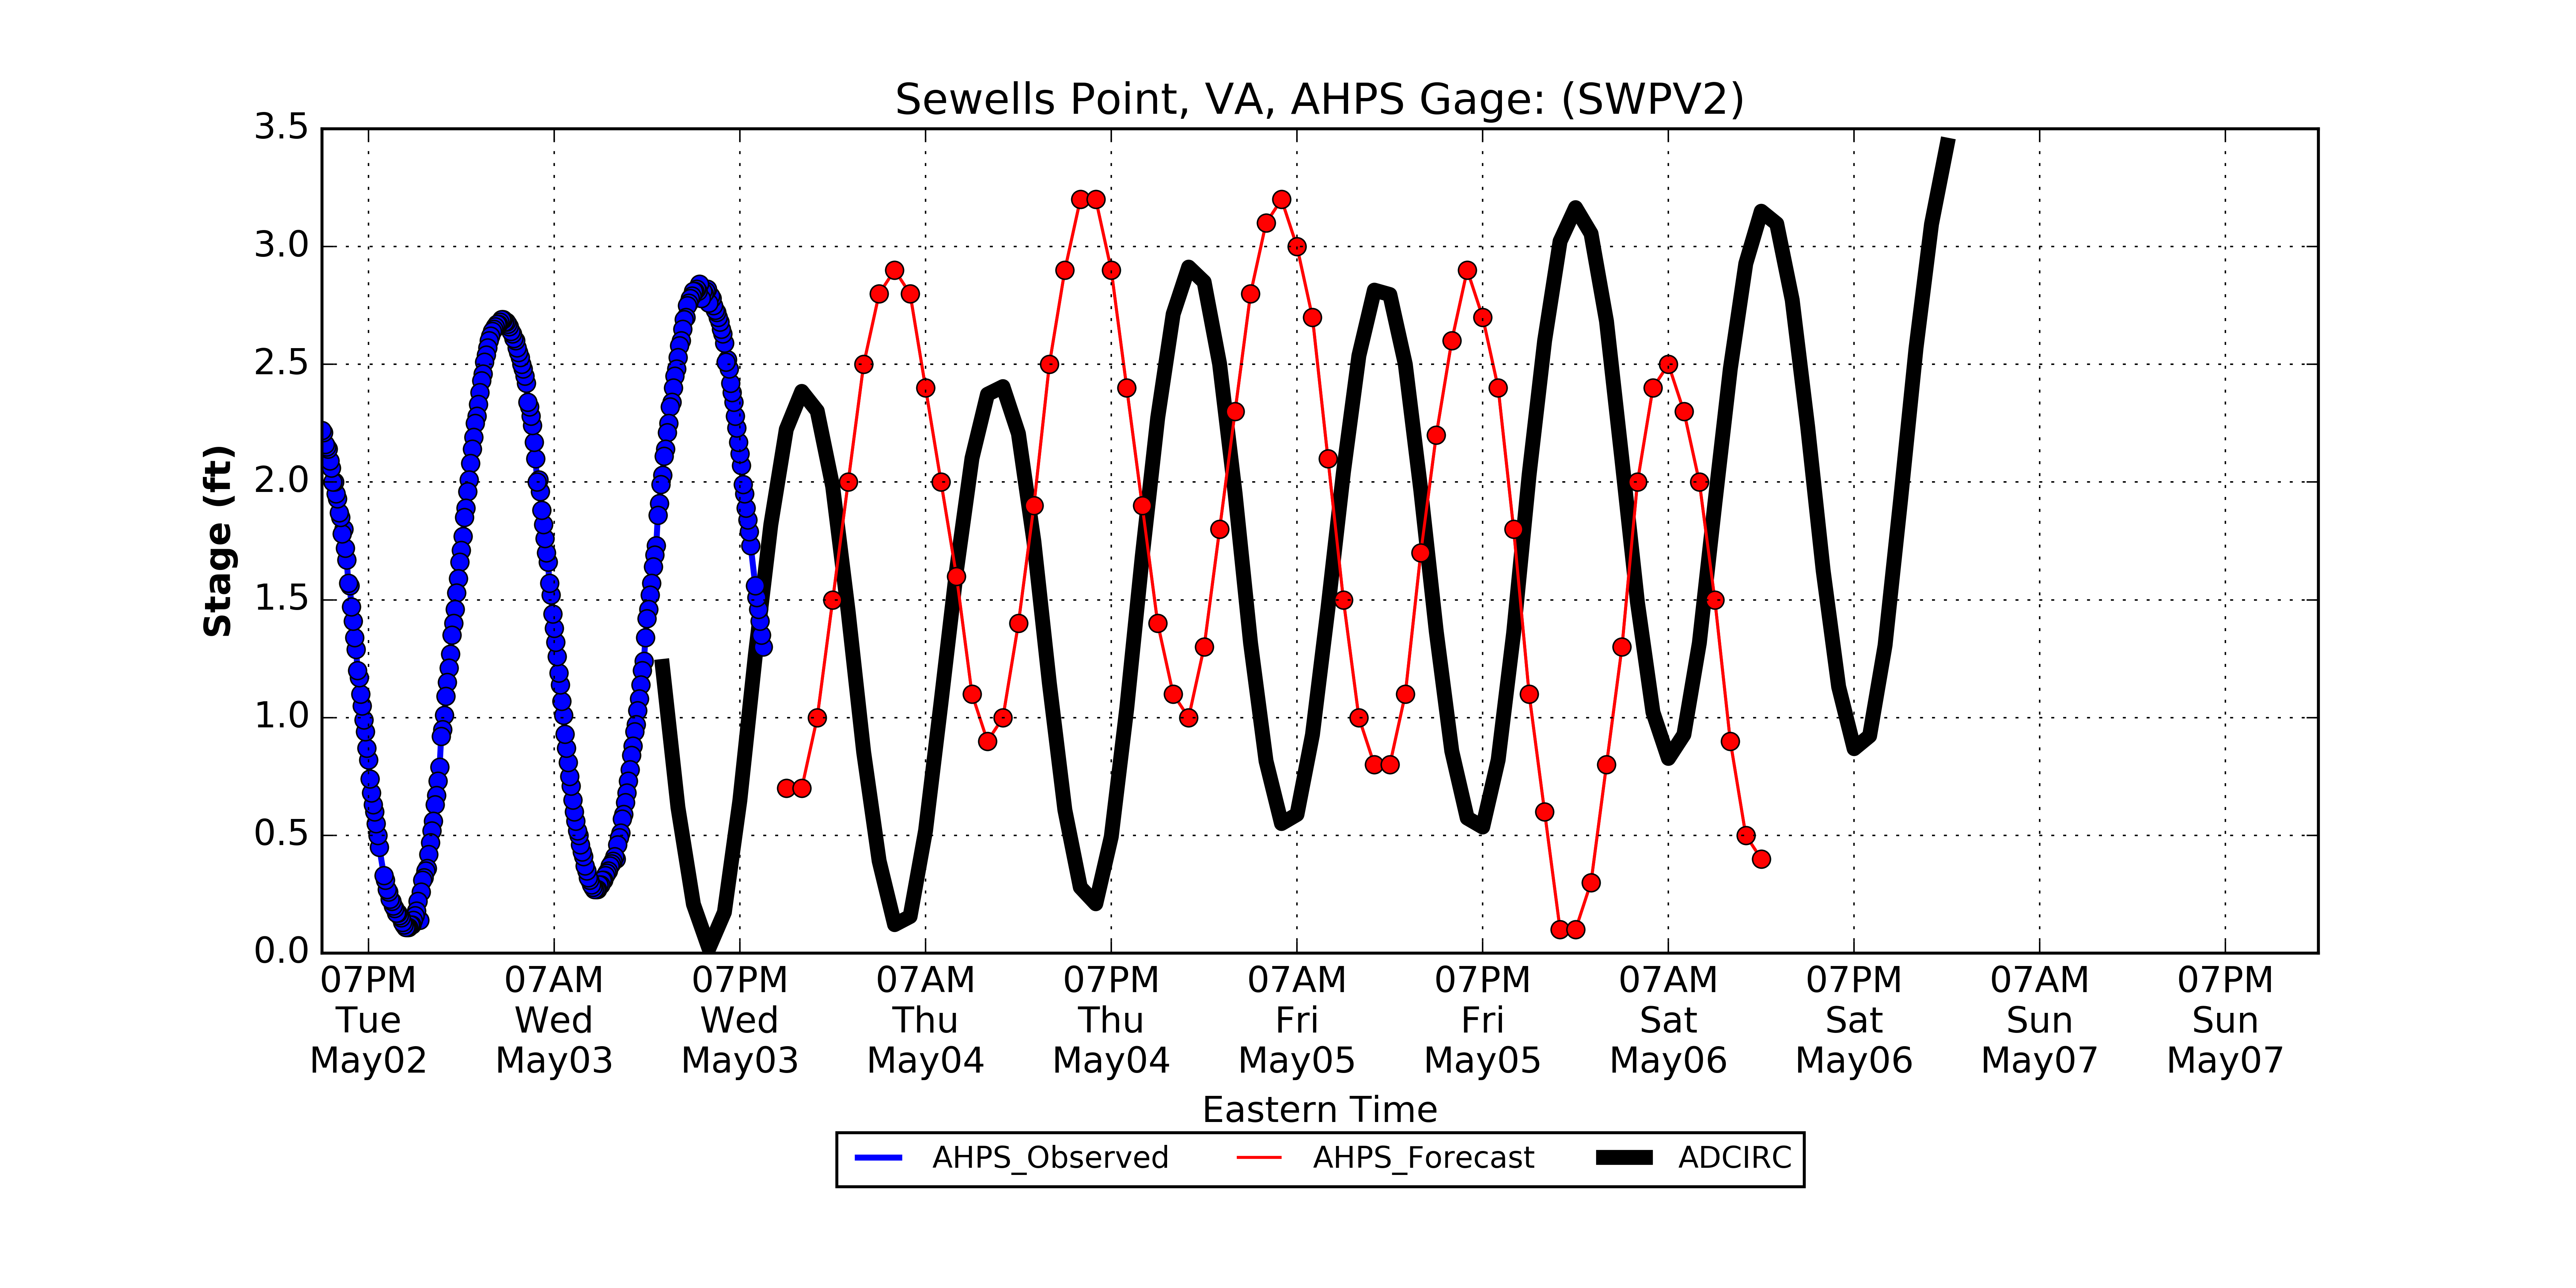 Sewells Point, VA, AHPS Gage: (SWPV2)
3.5
3.0
2.5
2.0
1.5
1.0
0.5
0.0
Stage (ft)
07PM 07AM 07PM 07AM 07PM 07AM 07PM 07AM 07PM 07AM 07PM
Tue Wed Wed Thu Thu Fri Fri Sat Sat Sun Sun
May02 May03 May03 May04 May04 May05 May05 May06 May06 May07 May07
Eastern Time
AHPS_Observed AHPS_Forecast ADCIRC